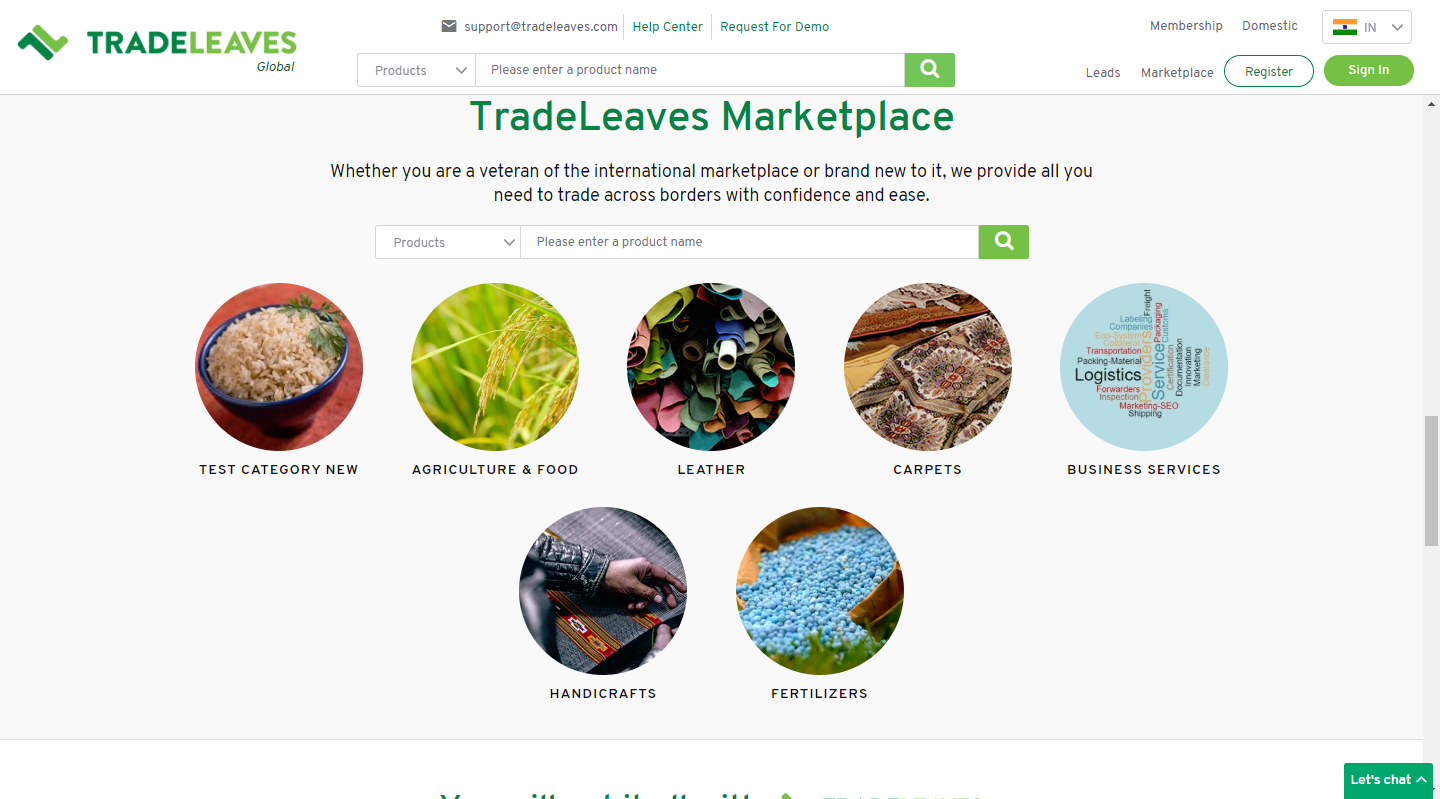 support@tradeleaves.com
Help Center
Request For Demo
Membership
Domestic
IN
TRADELEAVES
Global
Products
Please enter a product name
Leads
Marketplace
Register
Sign In
TradeLeaves Marketplace
Whether you are a veteran of the international marketplace or brand new to it, we provide all you
need to trade across borders with confidence and ease.
Products
Please enter a product name
Freight
Labeling
Companies
Packaging
Customs
Eco-System
Collateral
Transportation
Packing-Material
Logistics
Providers
Service
Certification
Documentation
Innovation
Marketing
Clearance
Forwarders
Inspection
Marketing-SEO
Shipping
TEST CATEGORY NEW
AGRICULTURE & FOOD
LEATHER
CARPETS
BUSINESS SERVICES
HANDICRAFTS
FERTILIZERS
Let's chat